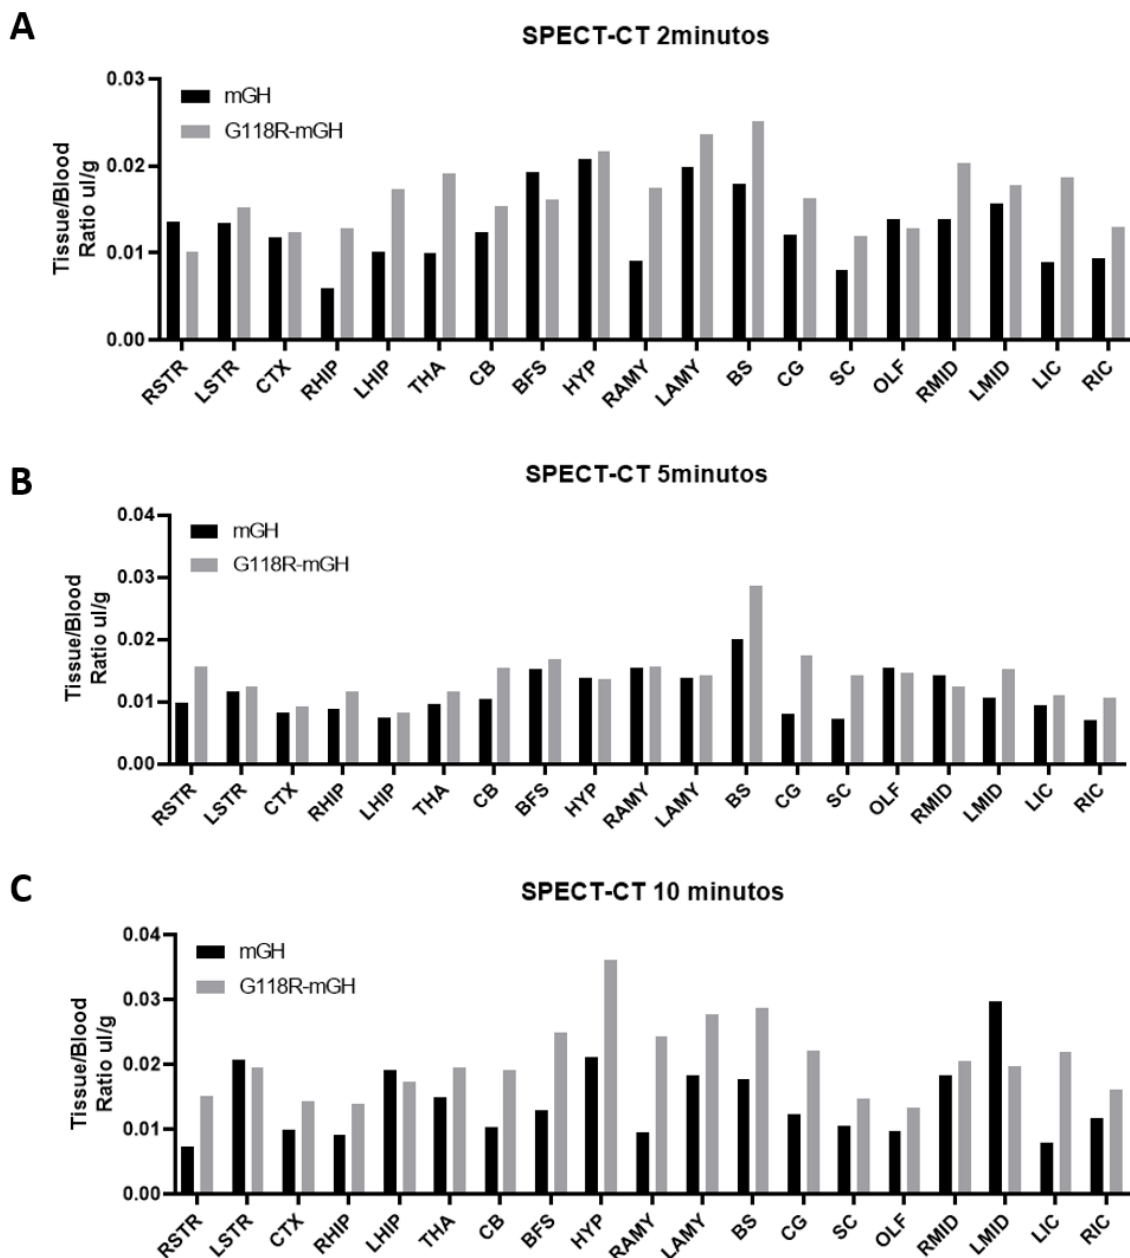 A
SPECT-CT 2minutos
Tissue/Blood
Ratio ul/g
0.03
0.02
0.01
0.00
mGH
G118R-mGH
RSTR LSTR CTX RHIP LHIP THA CB BFS HYP RAMY LAMY BS CG SC OLF RMID LMID LIC RIC
B
SPECT-CT 5minutos
Tissue/Blood
Ratio ul/g
0.04
0.03
0.02
0.01
0.00
mGH
G118R-mGH
RSTR LSTR CTX RHIP LHIP THA CB BFS HYP RAMY LAMY BS CG SC OLF RMID LMID LIC RIC
C
SPECT-CT 10 minutos
Tissue/Blood
Ratio ul/g
0.04
0.03
0.02
0.01
0.00
mGH
G118R-mGH
RSTR LSTR CTX RHIP LHIP THA CB BFS HYP RAMY LAMY BS CG SC OLF RMID LMID LIC RIC